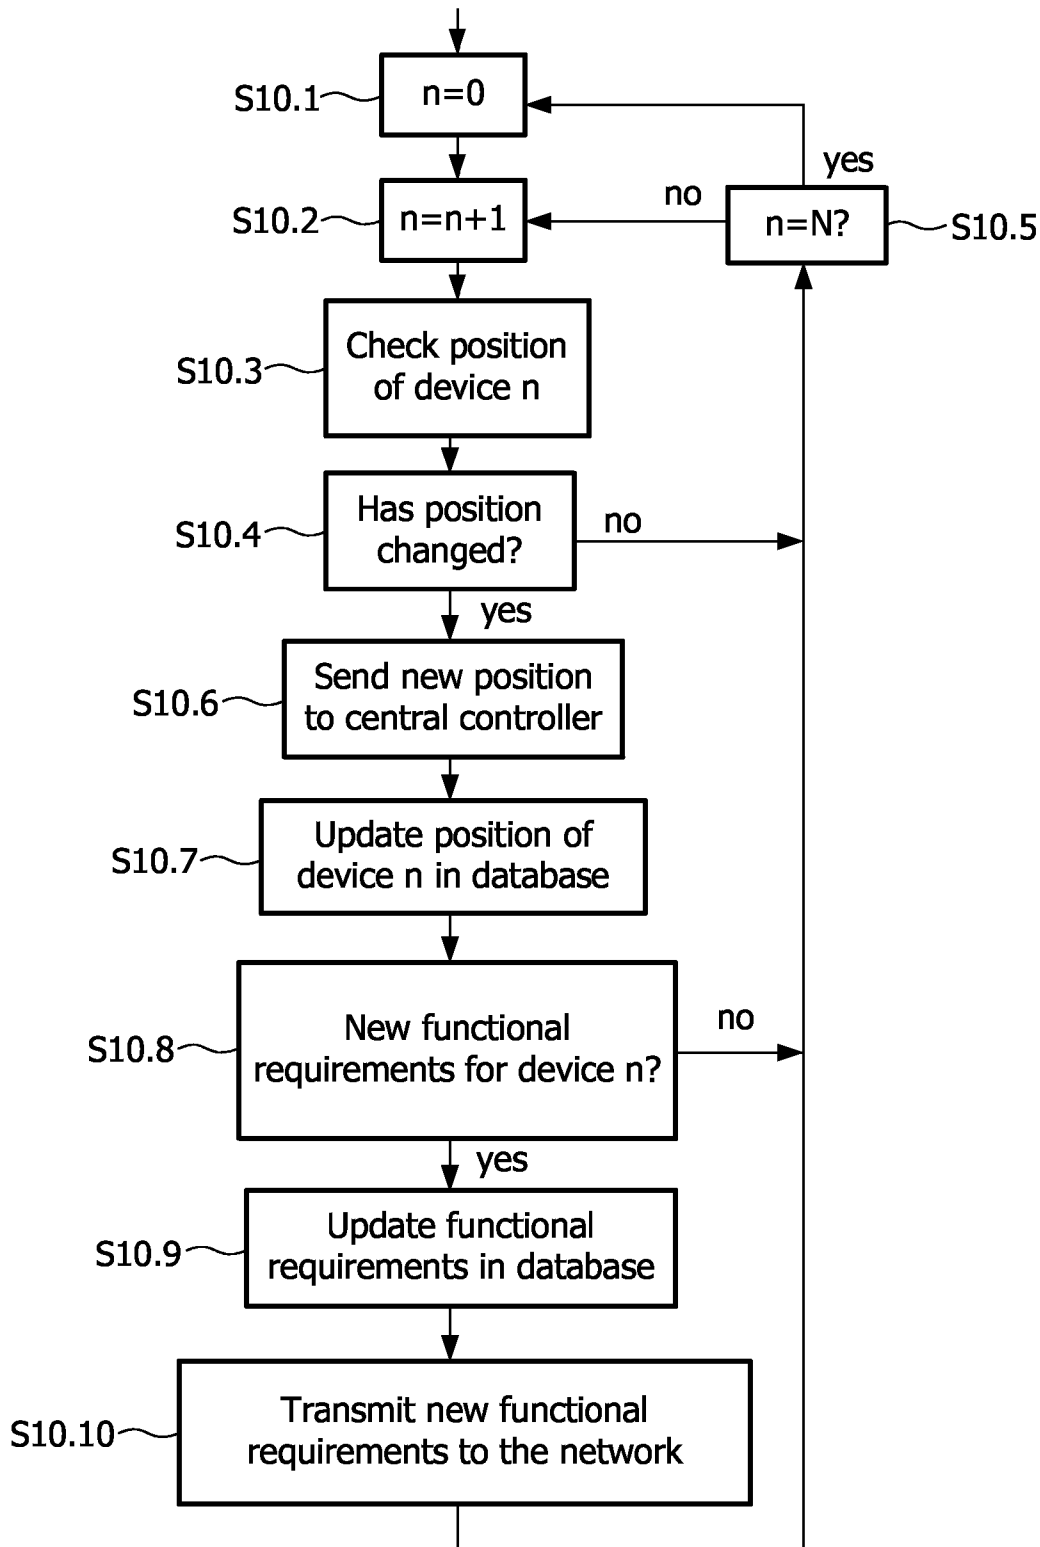 S10.1
n=0
yes
no
S10.2
n=n+1
n=N?
S10.5
S10.3
Check position
of device n
S10.4
Has position
changed?
no
yes
S10.6
Send new position
to central controller
S10.7
Update position of
device n in database
S10.8
New functional
requirements for device n?
no
yes
S10.9
Update functional
requirements in database
S10.10
Transmit new functional
requirements to the network